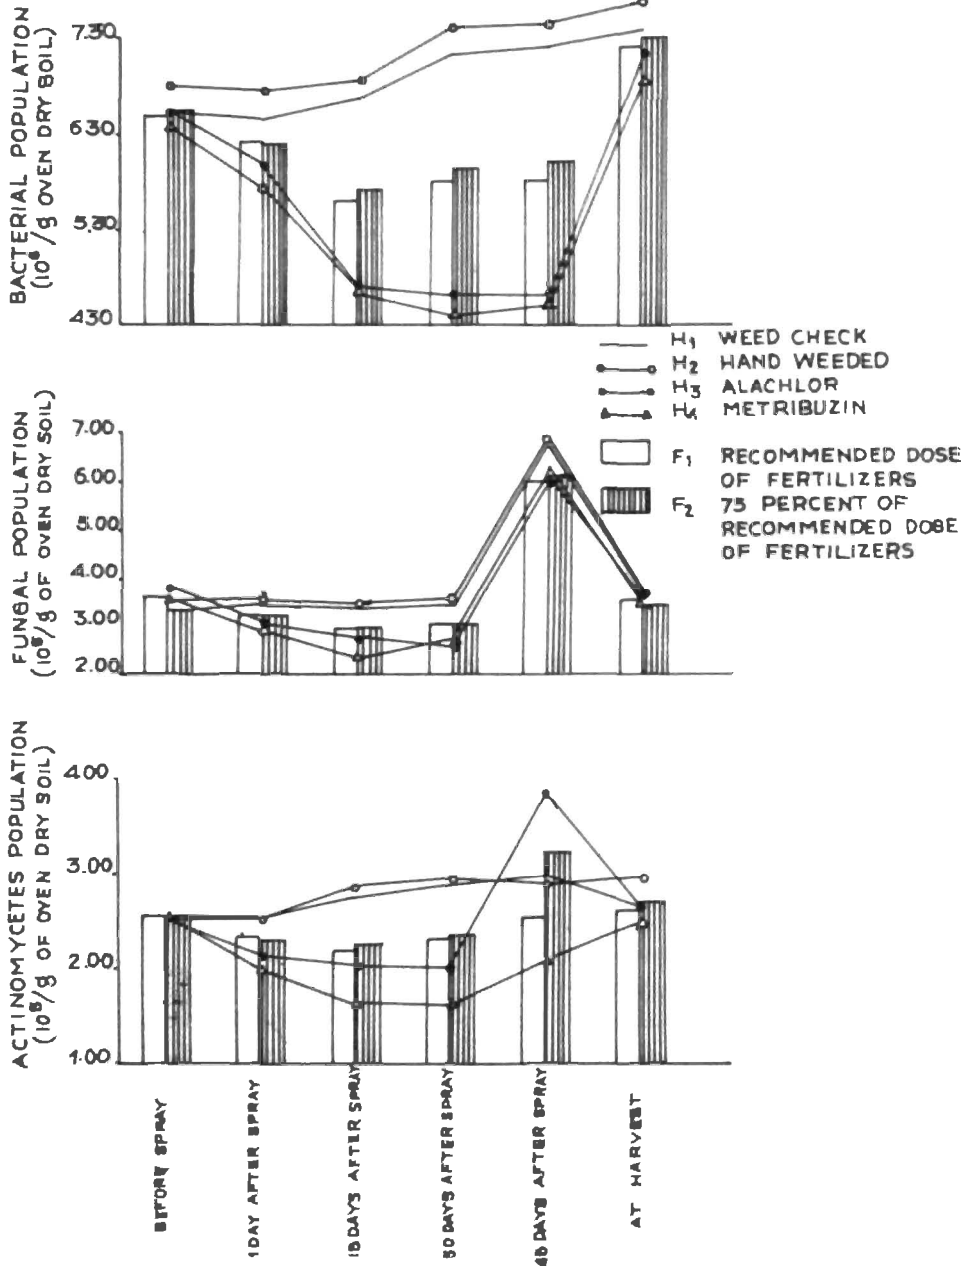 BACTERIAL POPULATION
(10⁶/g OVEN DRY SOIL)
7.30
6.30
5.30
4.30
H₁ WEED CHECK
H₂ HAND WEEDED
H₃ ALACHLOR
H₄ METRIBUZIN
F₁ RECOMMENDED DOSE
OF FERTILIZERS
F₂ 75 PERCENT OF
RECOMMENDED DOSE
OF FERTILIZERS
FUNGAL POPULATION
(10⁵/g OF OVEN DRY SOIL)
7.00
6.00
5.00
4.00
3.00
2.00
ACTINOMYCETES POPULATION
(10⁵/g OF OVEN DRY SOIL)
4.00
3.00
2.00
1.00
BEFORE SPRAY
1 DAY AFTER SPRAY
15 DAYS AFTER SPRAY
30 DAYS AFTER SPRAY
45 DAYS AFTER SPRAY
AT HARVEST